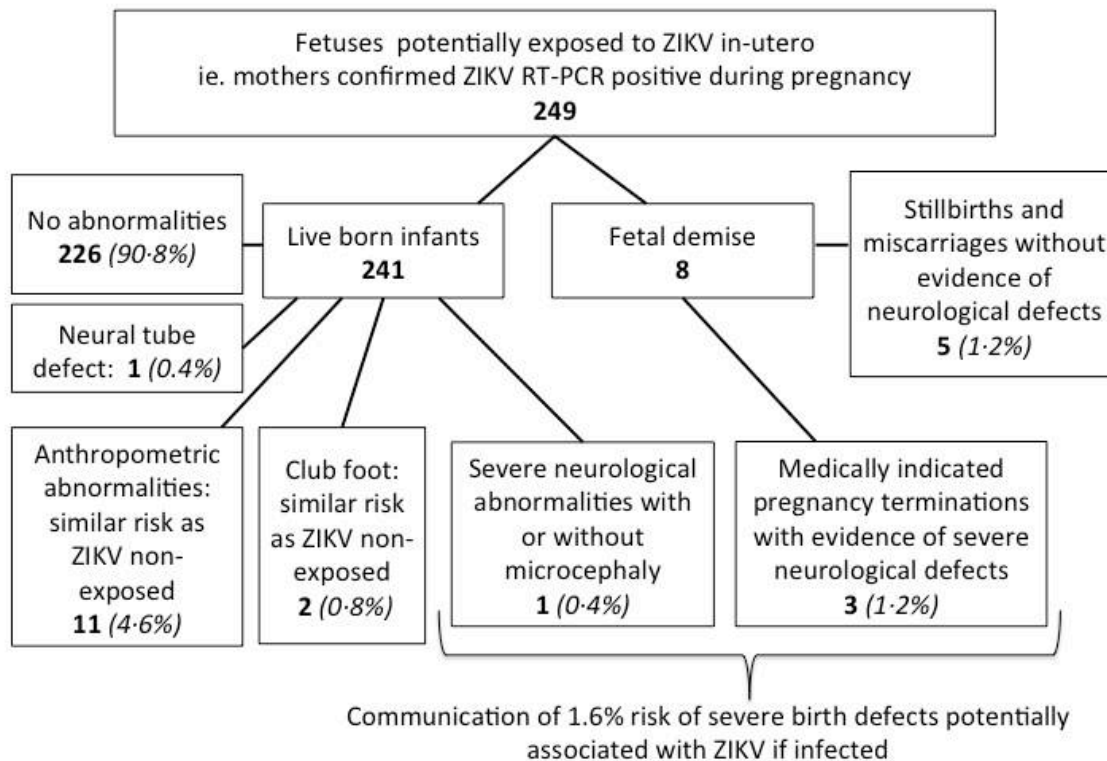 Fetuses potentially exposed to ZIKV in-utero
ie. mothers confirmed ZIKV RT-PCR positive during pregnancy
249
No abnormalities
226 (90·8%)
Live born infants
241
Fetal demise
8
Stillbirths and
miscarriages without
evidence of
neurological defects
5 (1·2%)
Neural tube
defect: 1 (0.4%)
Anthropometric
abnormalities:
similar risk as
ZIKV non-
exposed
11 (4·6%)
Club foot:
similar risk
as ZIKV non-
exposed
2 (0·8%)
Severe neurological
abnormalities with
or without
microcephaly
1 (0·4%)
Medically indicated
pregnancy terminations
with evidence of severe
neurological defects
3 (1·2%)
Communication of 1.6% risk of severe birth defects potentially
associated with ZIKV if infected